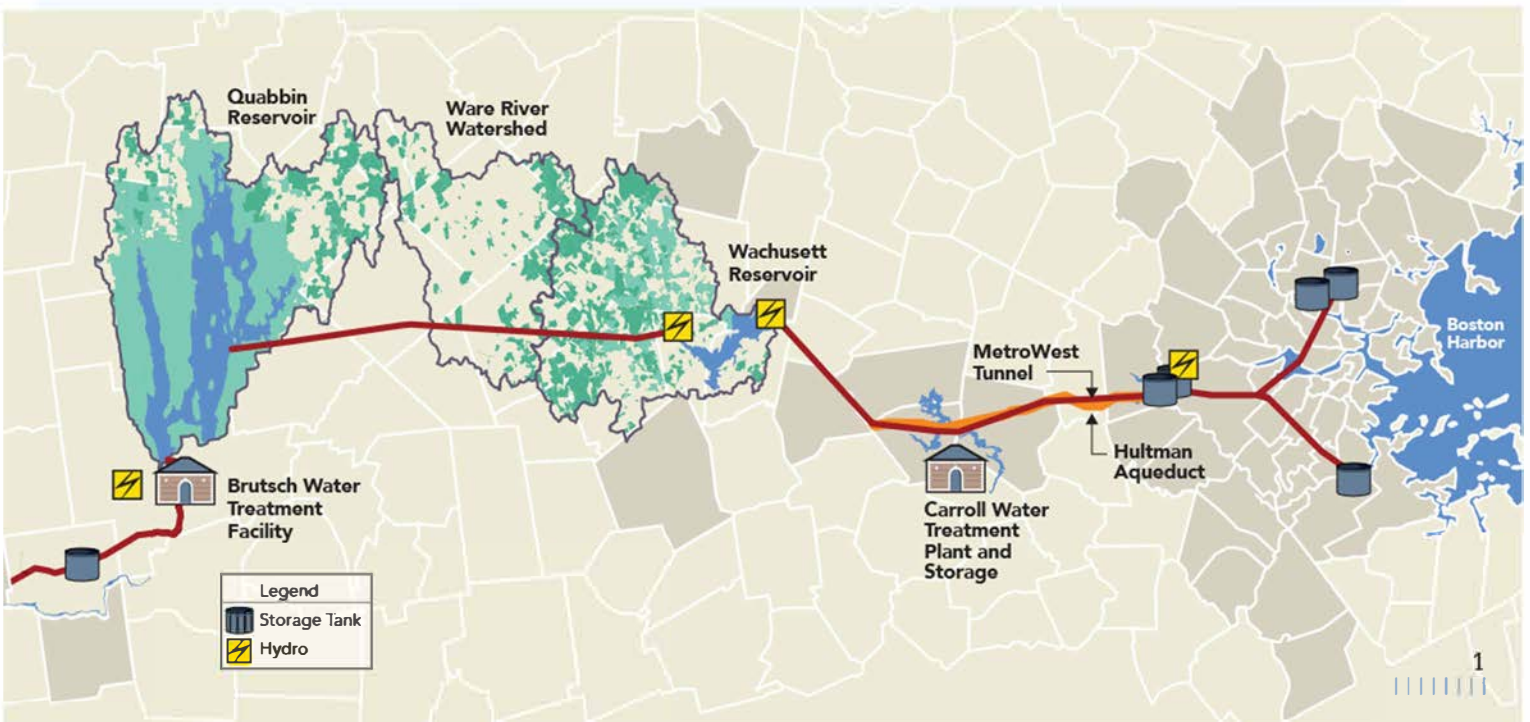 Quabbin
Reservoir
Ware River
Watershed
Wachusett
Reservoir
MetroWest
Tunnel
Boston
Harbor
Hultman
Aqueduct
Brutsch Water
Treatment
Facility
Carroll Water
Treatment
Plant and
Storage
Legend
Storage Tank
Hydro
1